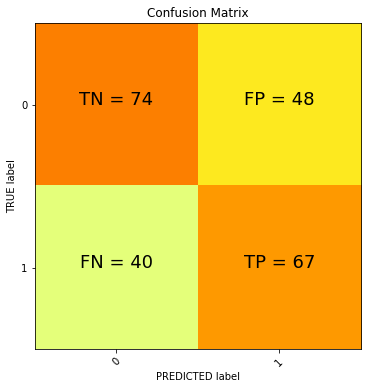 Confusion Matrix
TRUE label
0
TN = 74
FP = 48
1
FN = 40
TP = 67
0
1
PREDICTED label